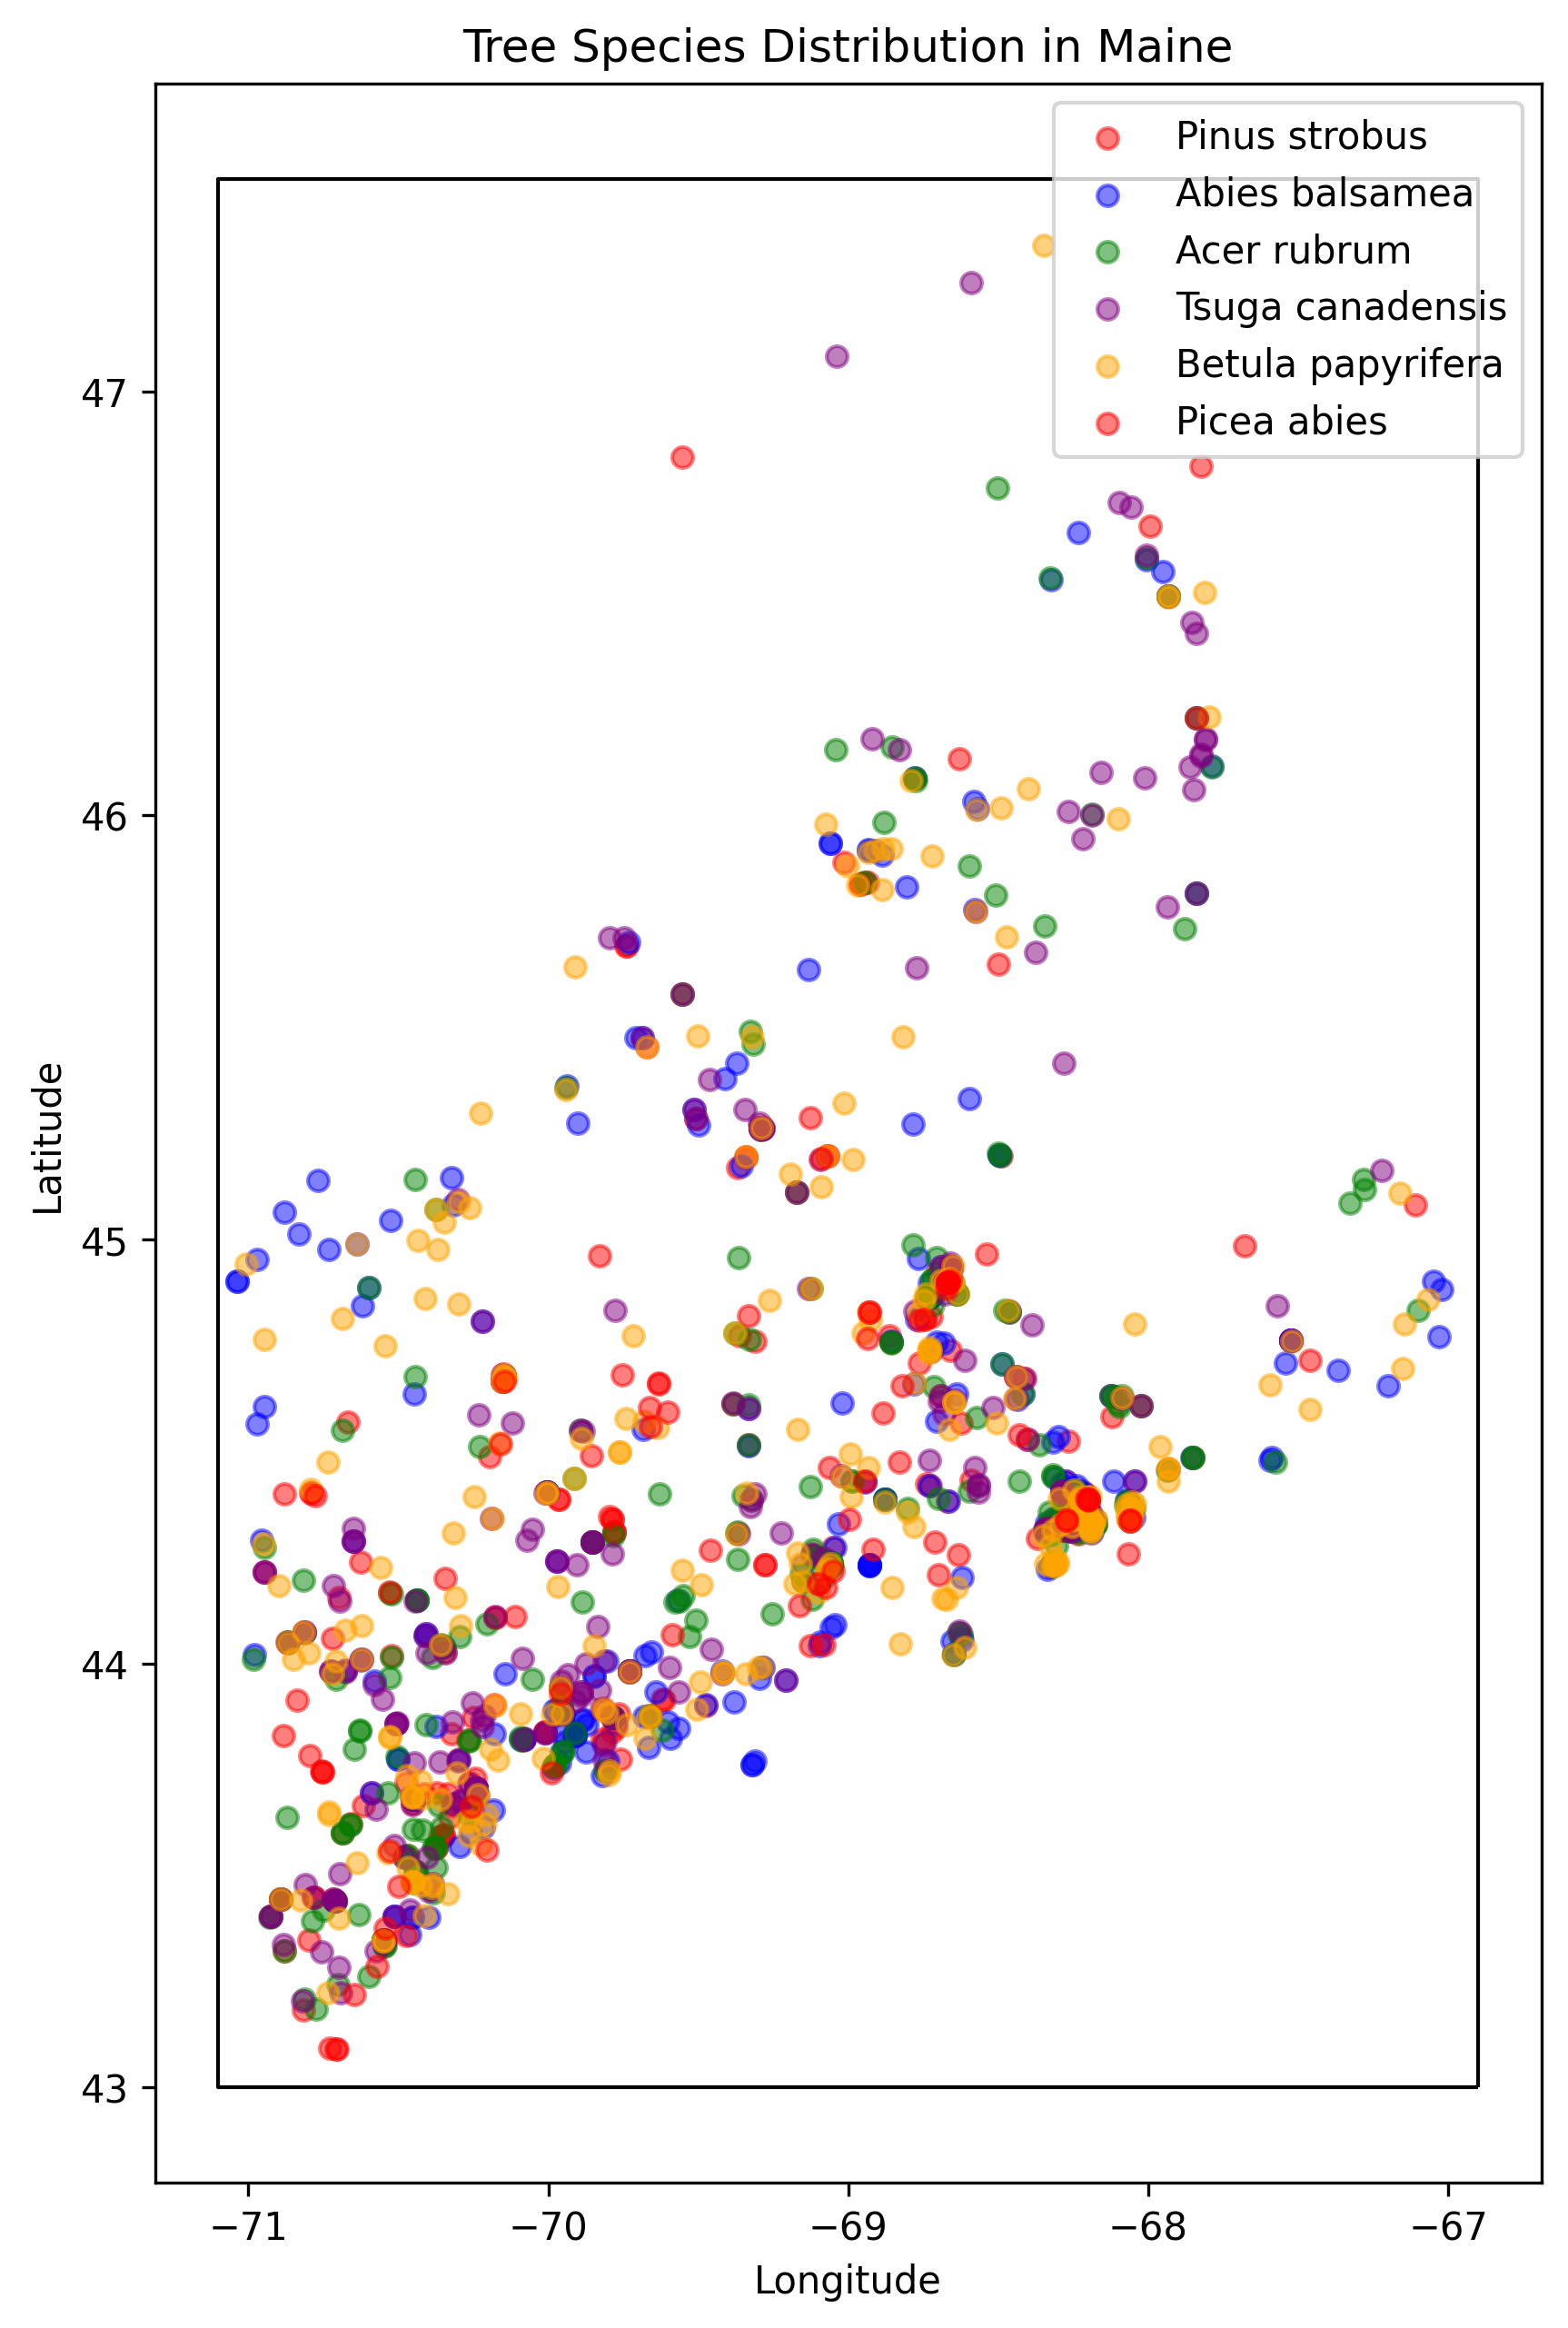 Tree Species Distribution in Maine
Pinus strobus
Abies balsamea
Acer rubrum
Tsuga canadensis
Betula papyrifera
Picea abies
47
46
45
44
43
Latitude
−71
−70
−69
−68
−67
Longitude